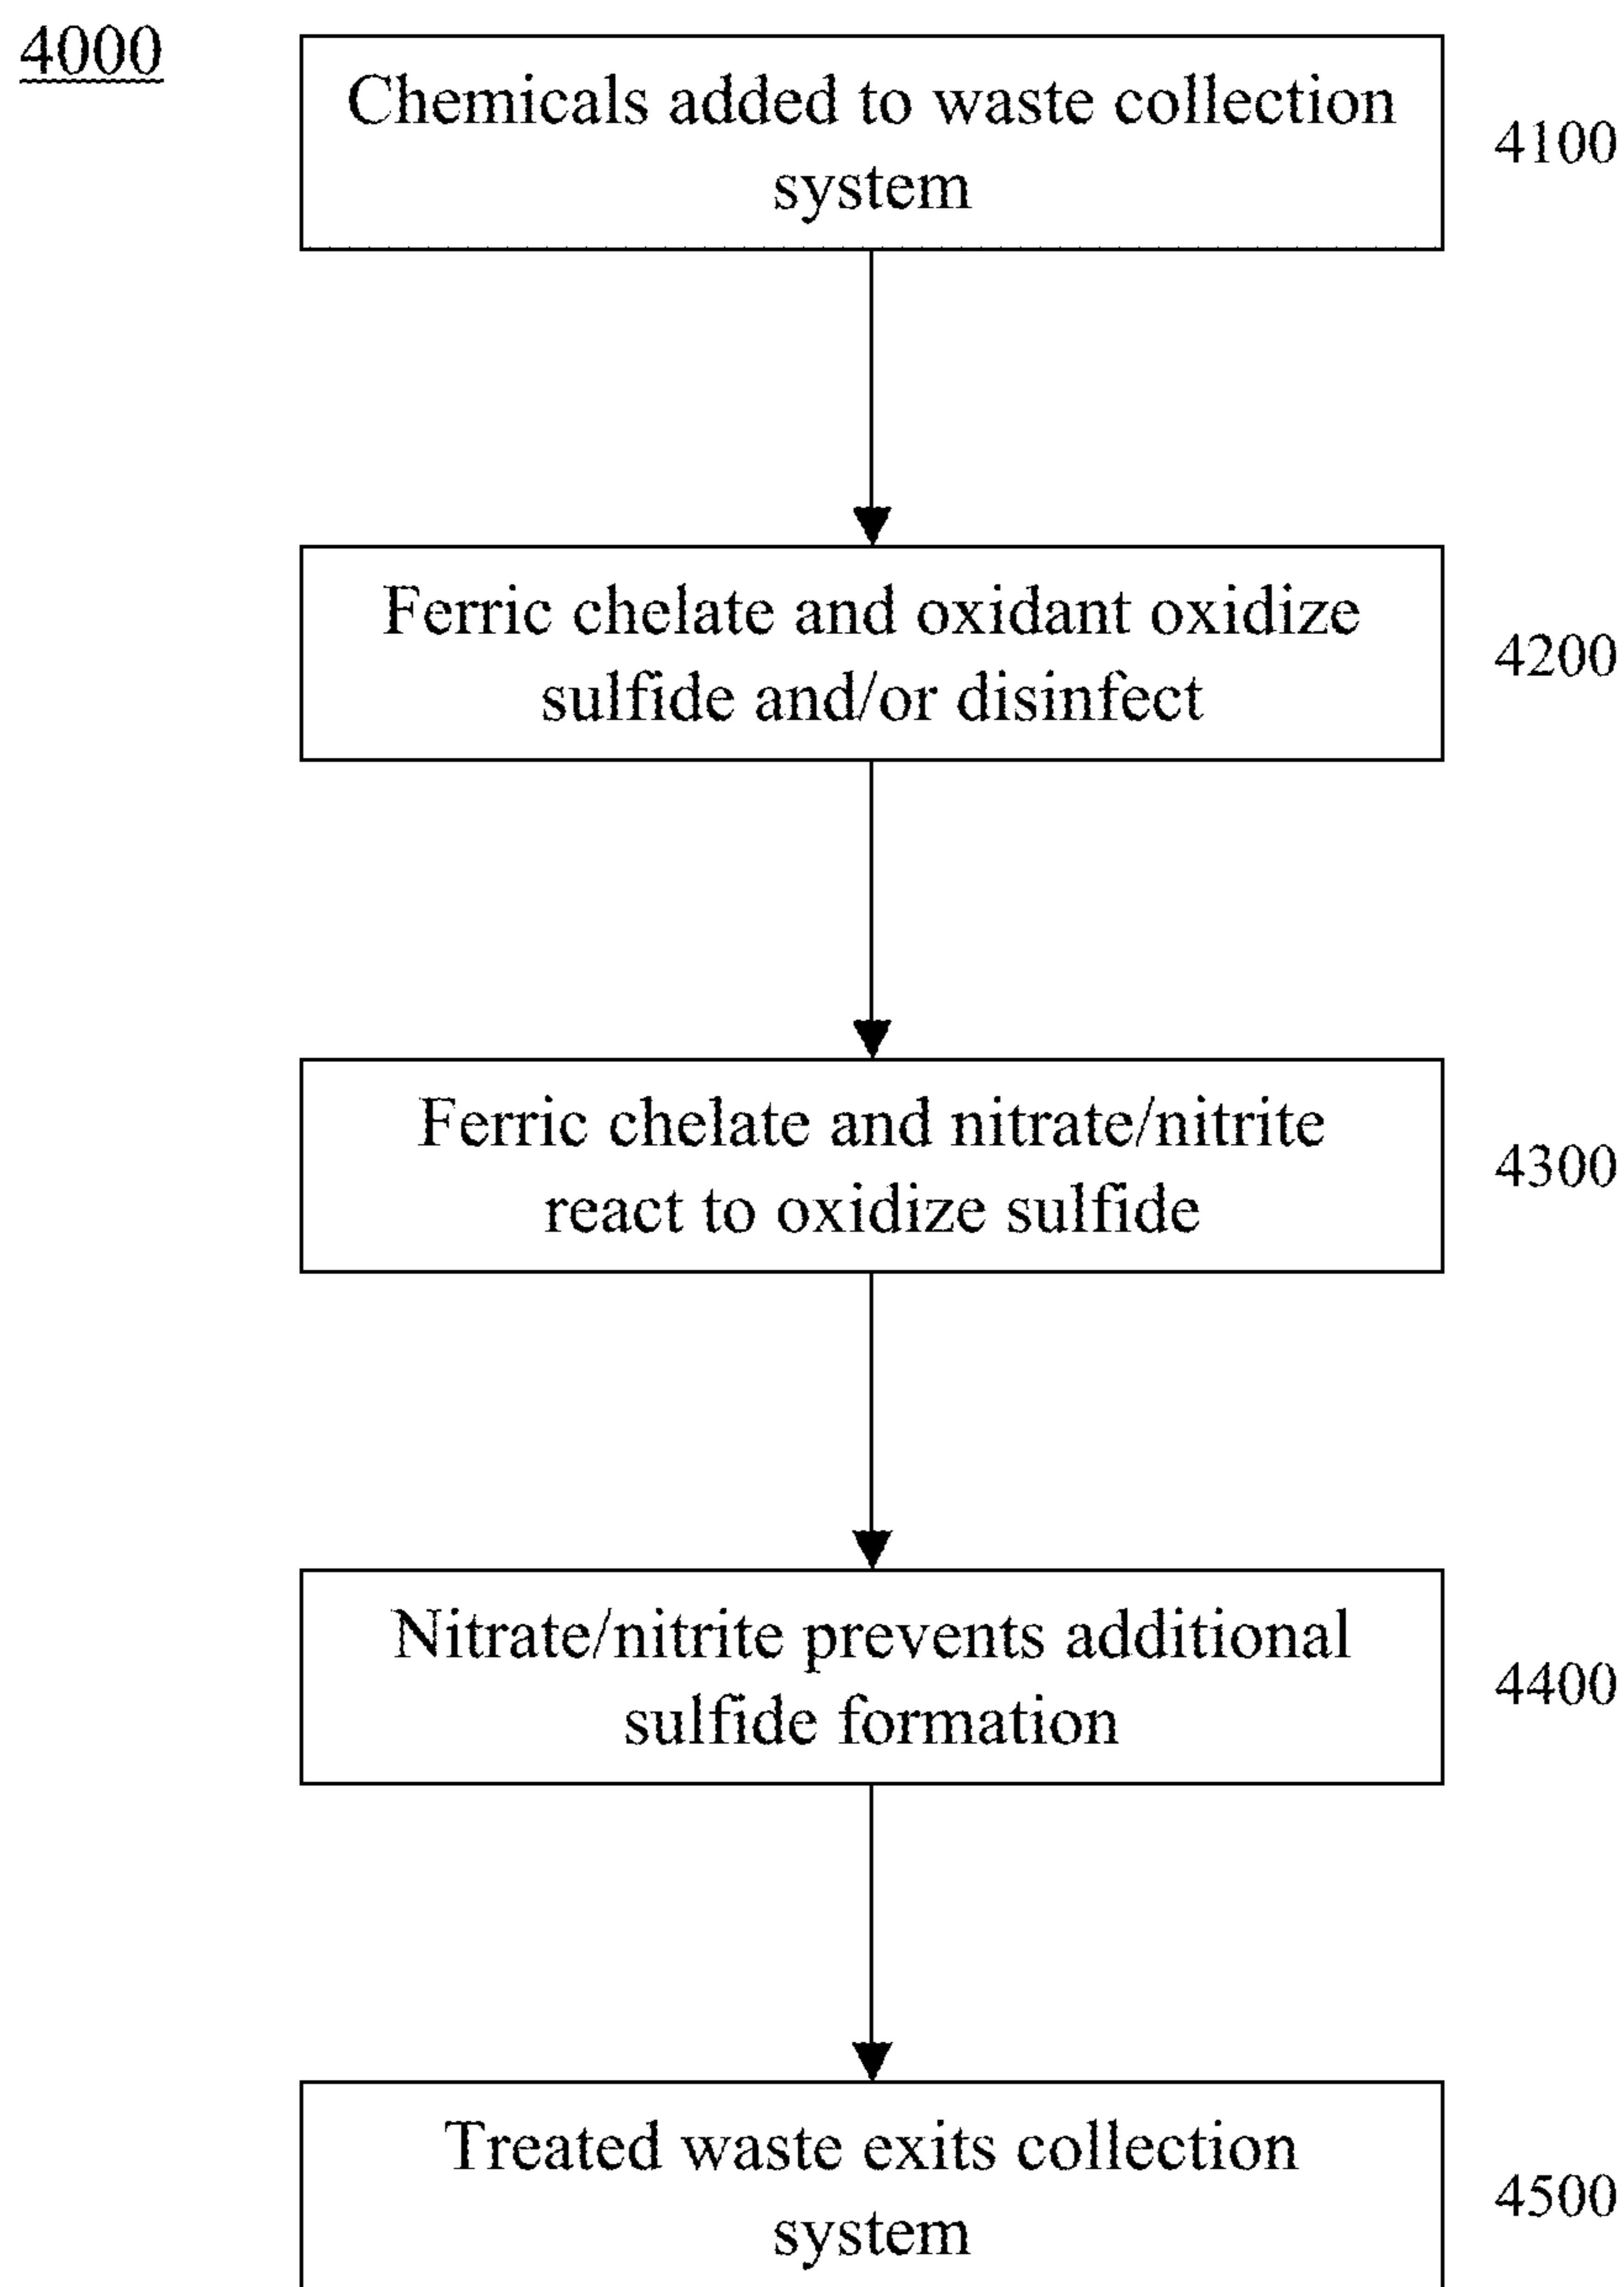 4000
Chemicals added to waste collection
system
4100
Ferric chelate and oxidant oxidize
sulfide and/or disinfect
4200
Ferric chelate and nitrate/nitrite
react to oxidize sulfide
4300
Nitrate/nitrite prevents additional
sulfide formation
4400
Treated waste exits collection
system
4500